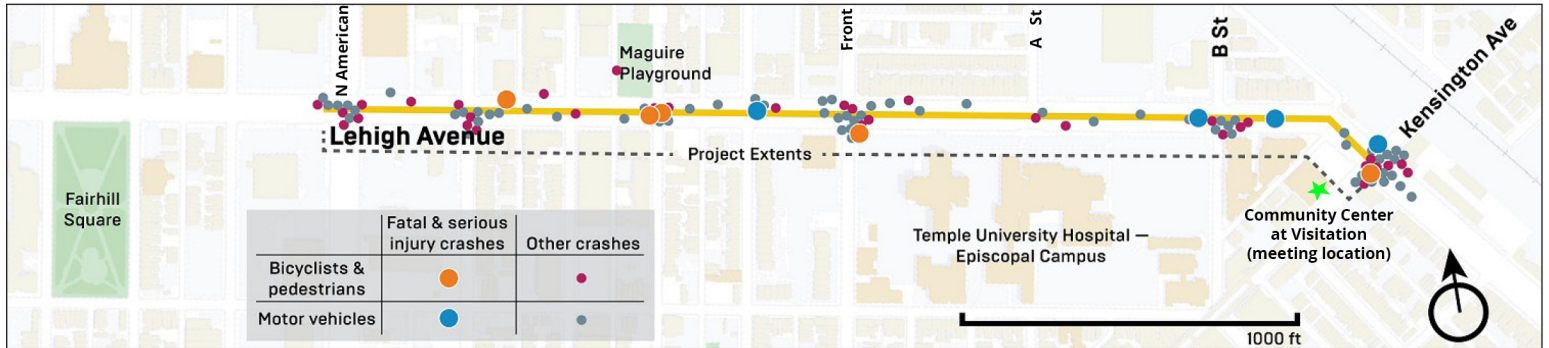 N American
Front
A St
B St
Kensington Ave
Maguire
Playground
Lehigh Avenue
Project Extents
Fairhill
Square
Temple University Hospital —
Episcopal Campus
Community Center
at Visitation
(meeting location)
Fatal & serious
injury crashes
Other crashes
Bicyclists &
pedestrians
Motor vehicles
1000 ft